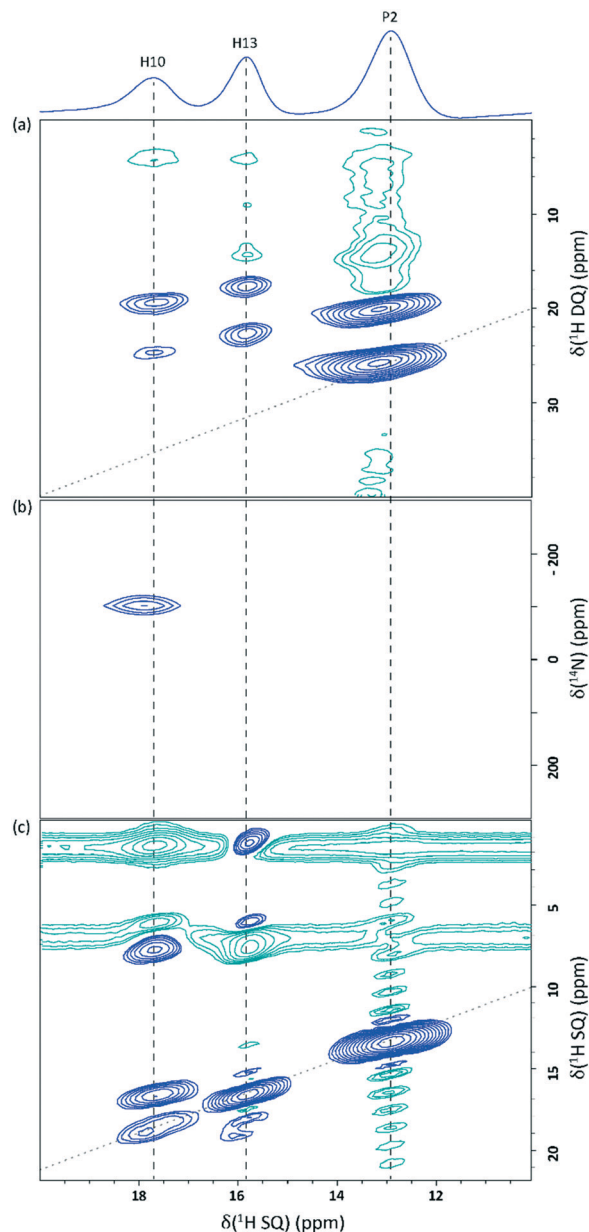 P2
H13
H10
(a)
10
20
30
δ(¹H DQ) (ppm)
(b)
- 200
0
200
δ(¹⁴N) (ppm)
(c)
5
10
15
20
δ(¹H SQ) (ppm)
18
16
14
12
δ(¹H SQ) (ppm)